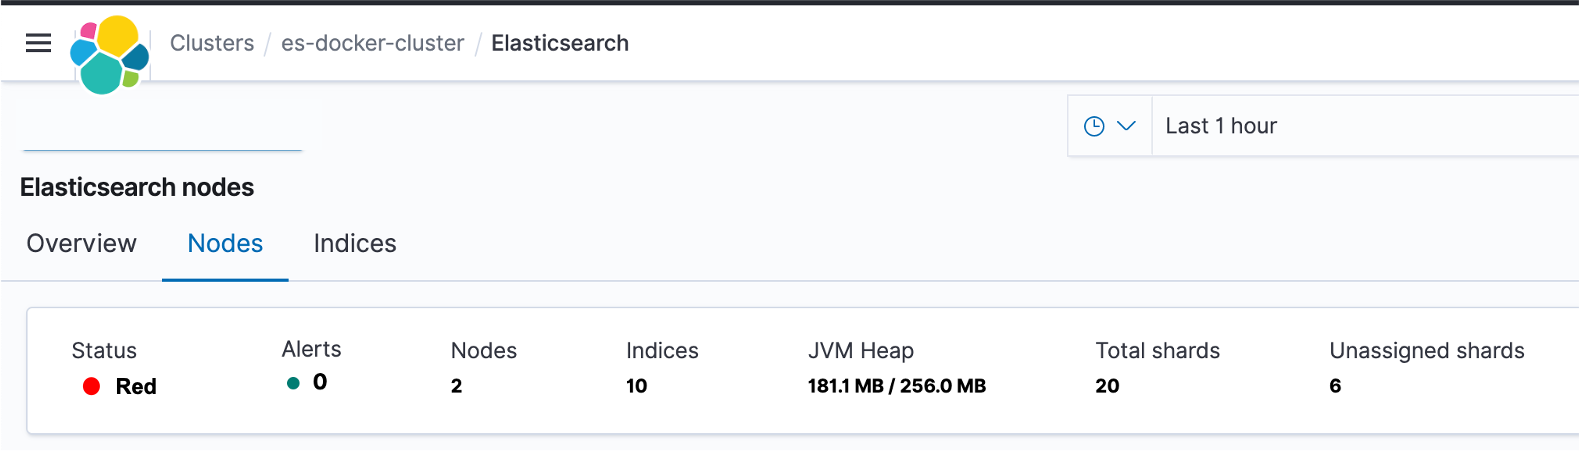 Clusters / es-docker-cluster / Elasticsearch
Last 1 hour
Elasticsearch nodes
Overview Nodes Indices
Status Alerts Nodes Indices JVM Heap Total shards Unassigned shards
Red 0 2 10 181.1 MB / 256.0 MB 20 6